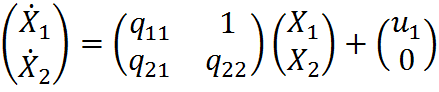 (Ẋ₁ Ẋ₂) = (q₁₁ 1 q₂₁ q₂₂)(X₁ X₂) + (u₁ 0)